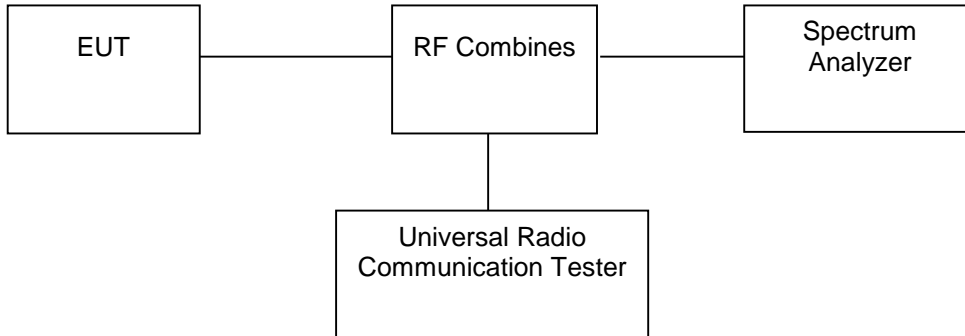 EUT
RF Combines
Spectrum
Analyzer
Universal Radio
Communication Tester